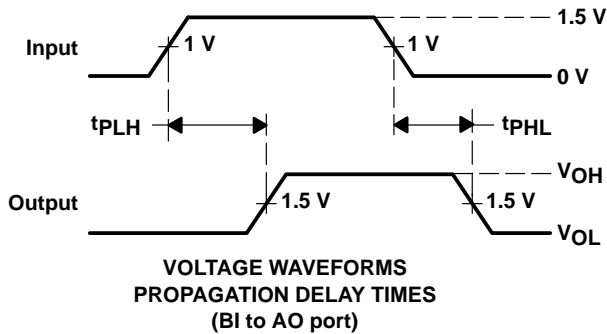 1.5 V
Input
1 V
1 V
0 V
tPLH
tPHL
VOH
Output
1.5 V
1.5 V
VOL
VOLTAGE WAVEFORMS
PROPAGATION DELAY TIMES
(BI to AO port)